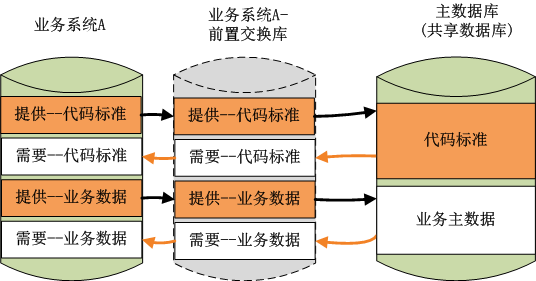 业务系统A
业务系统A-
前置交换库
主数据库
(共享数据库)
提供--代码标准
提供--代码标准
代码标准
需要--代码标准
需要--代码标准
提供--业务数据
提供--业务数据
业务主数据
需要--业务数据
需要--业务数据